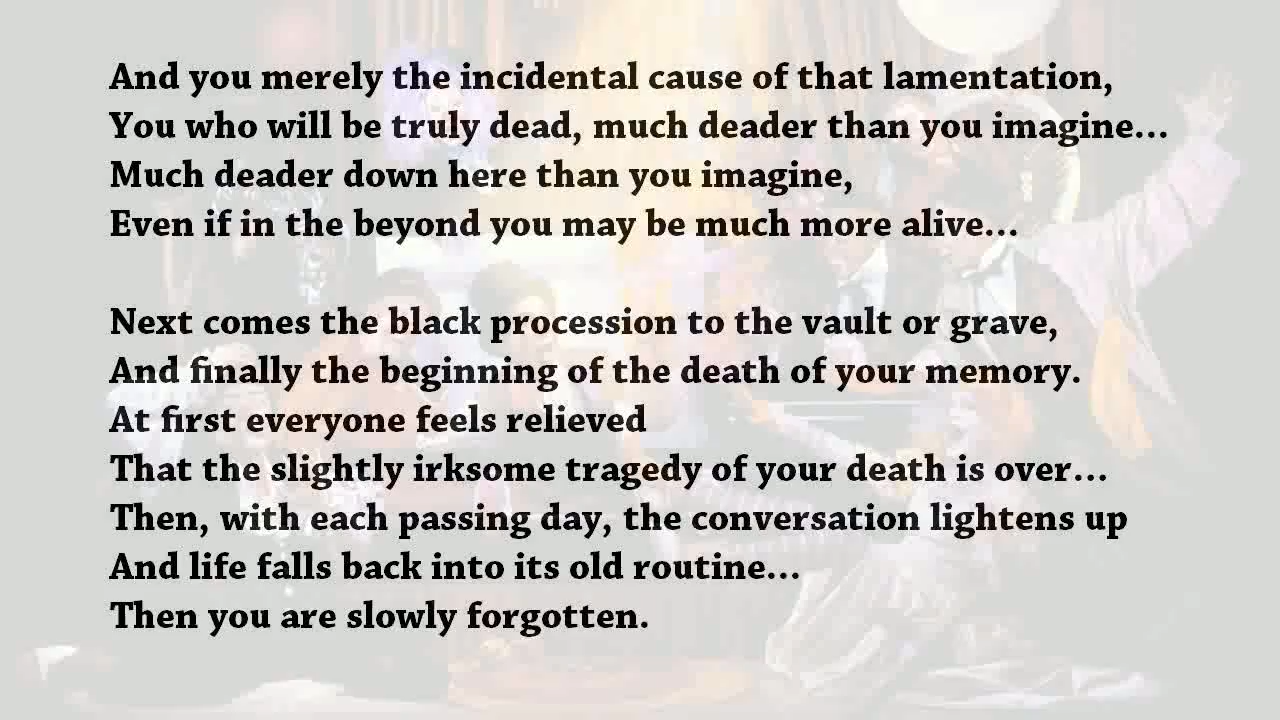 And you merely the incidental cause of that lamentation,
You who will be truly dead, much deader than you imagine...
Much deader down here than you imagine,
Even if in the beyond you may be much more alive...
Next comes the black procession to the vault or grave,
And finally the beginning of the death of your memory.
At first everyone feels relieved
That the slightly irksome tragedy of your death is over...
Then, with each passing day, the conversation lightens up
And life falls back into its old routine...
Then you are slowly forgotten.